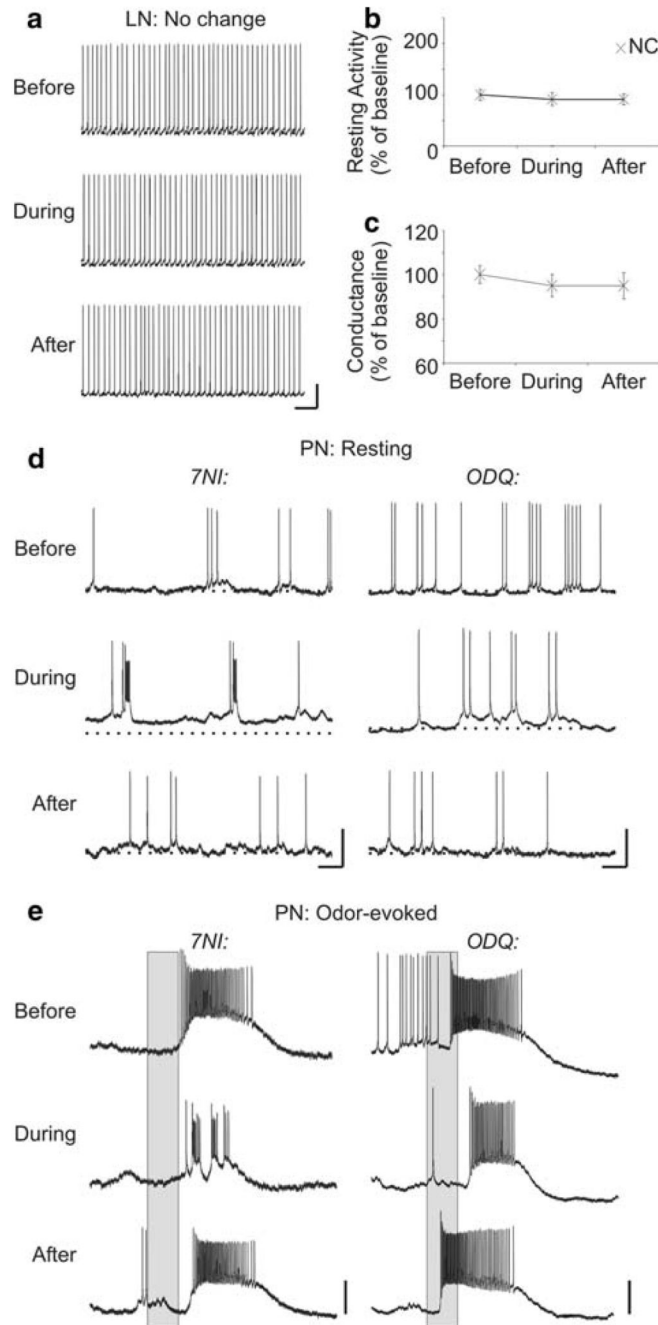 a
LN: No change
Before
During
After
b
Resting Activity
(% of baseline)
200
100
0
NC
Before During After
c
Conductance
(% of baseline)
120
100
80
60
Before During After
d
PN: Resting
7NI: ODQ:
Before
During
After
e
PN: Odor-evoked
7NI: ODQ:
Before
During
After